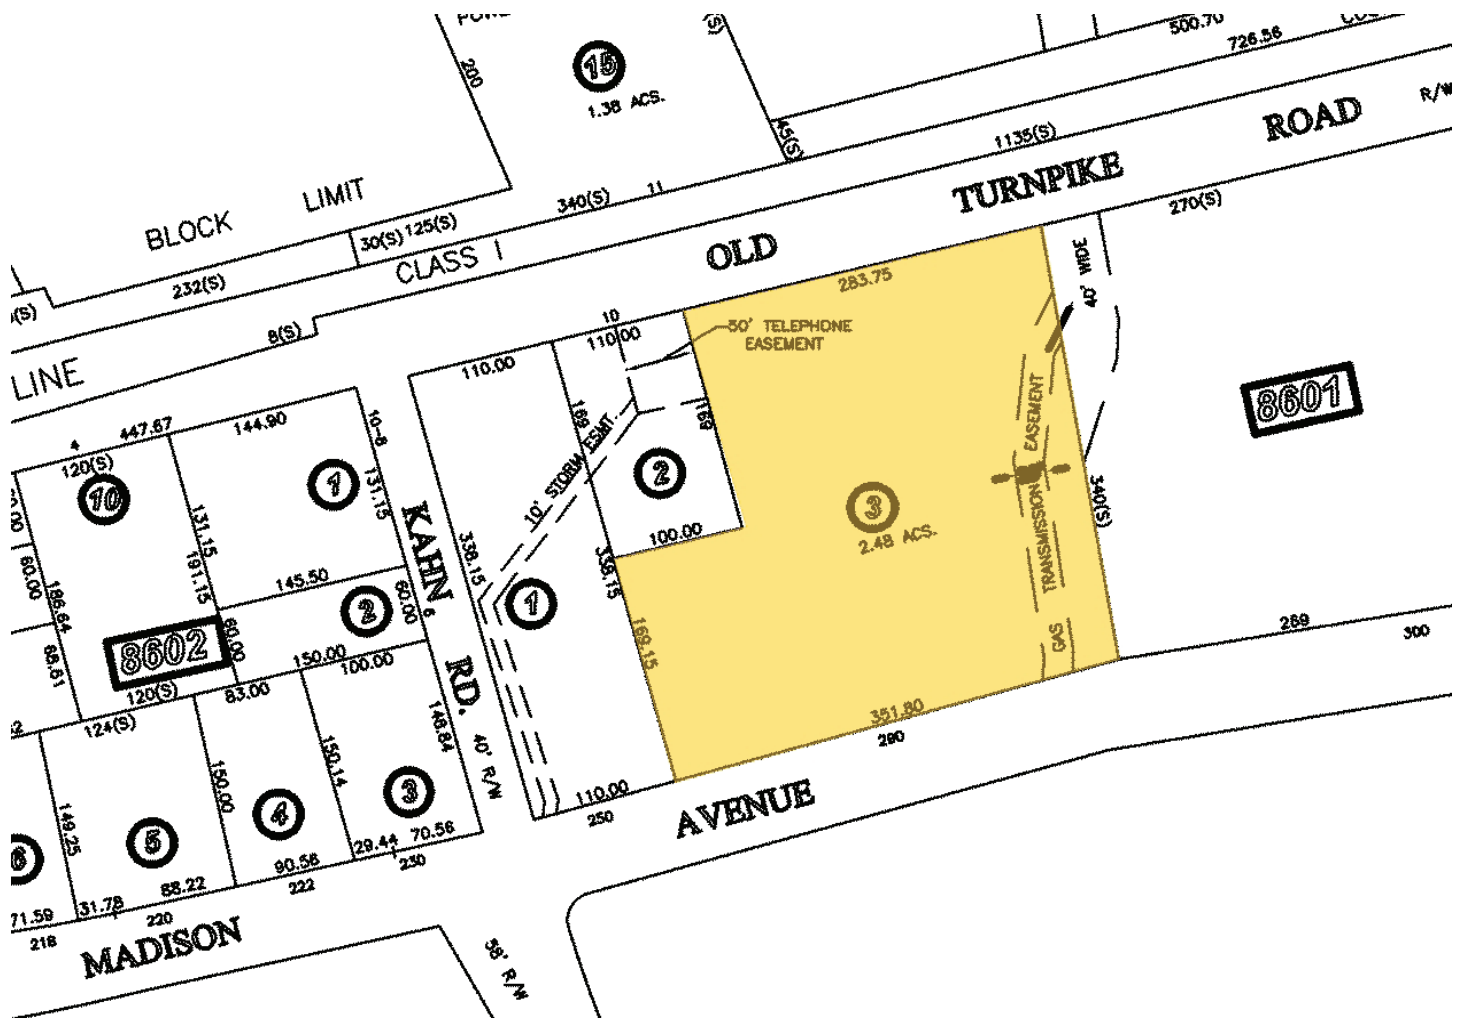 200
15
1.38 ACS.
45(S)
500.70
726.56
1135(S)
ROAD
TURNPIKE
OLD
270(S)
BLOCK LIMIT
30(S) 125(S)
340(S)
11
CLASS I
232(S)
8(S)
LINE
4
447.67
144.90
120(S)
10
1
10-8
131.15
131.15
191.15
60.00
186.64
68.61
145.50
2
60.00
6
60.00
8602
150.00
100.00
120(S)
83.00
124(S)
KAHN
RD.
40' R/W
148.84
150.14
150.00
149.25
3
4
5
6
71.59
31.78
88.22
90.56
29.44
70.56
218
220
222
230
MADISON
AVENUE
58' R/W
110.00
10
110.00
50' TELEPHONE
EASEMENT
283.75
169
169
10' STORM ESMT.
2
100.00
338.15
338.15
1
169.15
110.00
250
3
2.48 ACS.
351.80
290
40' WIDE
GAS TRANSMISSION EASEMENT
340(S)
8601
289
300
R/W